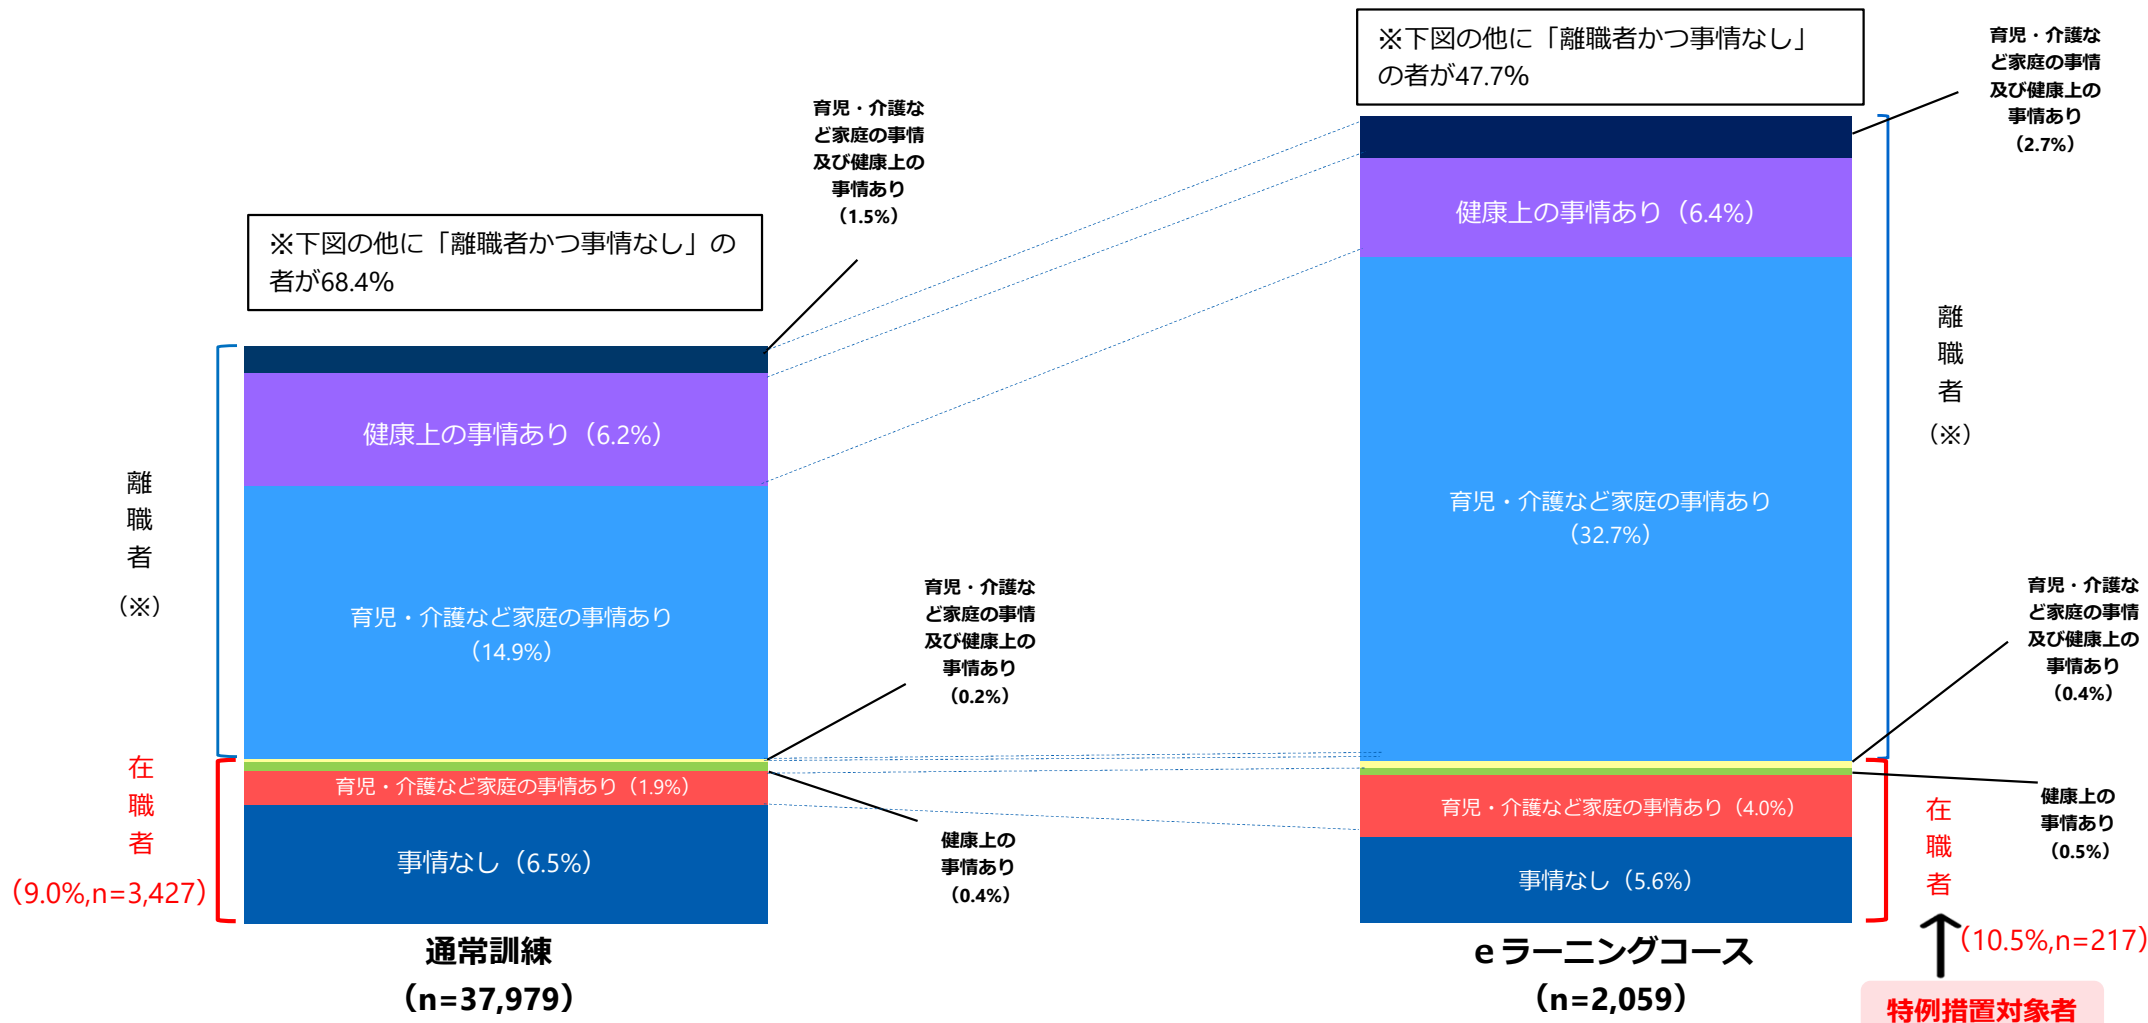 ※下図の他に「離職者かつ事情なし」の
者が68.4%
育児・介護な
ど家庭の事情
及び健康上の
事情あり
（1.5%）
健康上の事情あり（6.2%）
育児・介護など家庭の事情あり
（14.9%）
離
職
者
（※）
育児・介護な
ど家庭の事情
及び健康上の
事情あり
（0.2%）
在
職
者
（9.0%,n=3,427）
育児・介護など家庭の事情あり（1.9%）
事情なし（6.5%）
健康上の
事情あり
（0.4%）
通常訓練
（n=37,979）
※下図の他に「離職者かつ事情なし」
の者が47.7%
育児・介護な
ど家庭の事情
及び健康上の
事情あり
（2.7%）
健康上の事情あり（6.4%）
育児・介護など家庭の事情あり
（32.7%）
離
職
者
（※）
育児・介護な
ど家庭の事情
及び健康上の
事情あり
（0.4%）
育児・介護など家庭の事情あり（4.0%）
事情なし（5.6%）
健康上の
事情あり
（0.5%）
在
職
者
（10.5%,n=217）
eラーニングコース
（n=2,059）
特例措置対象者